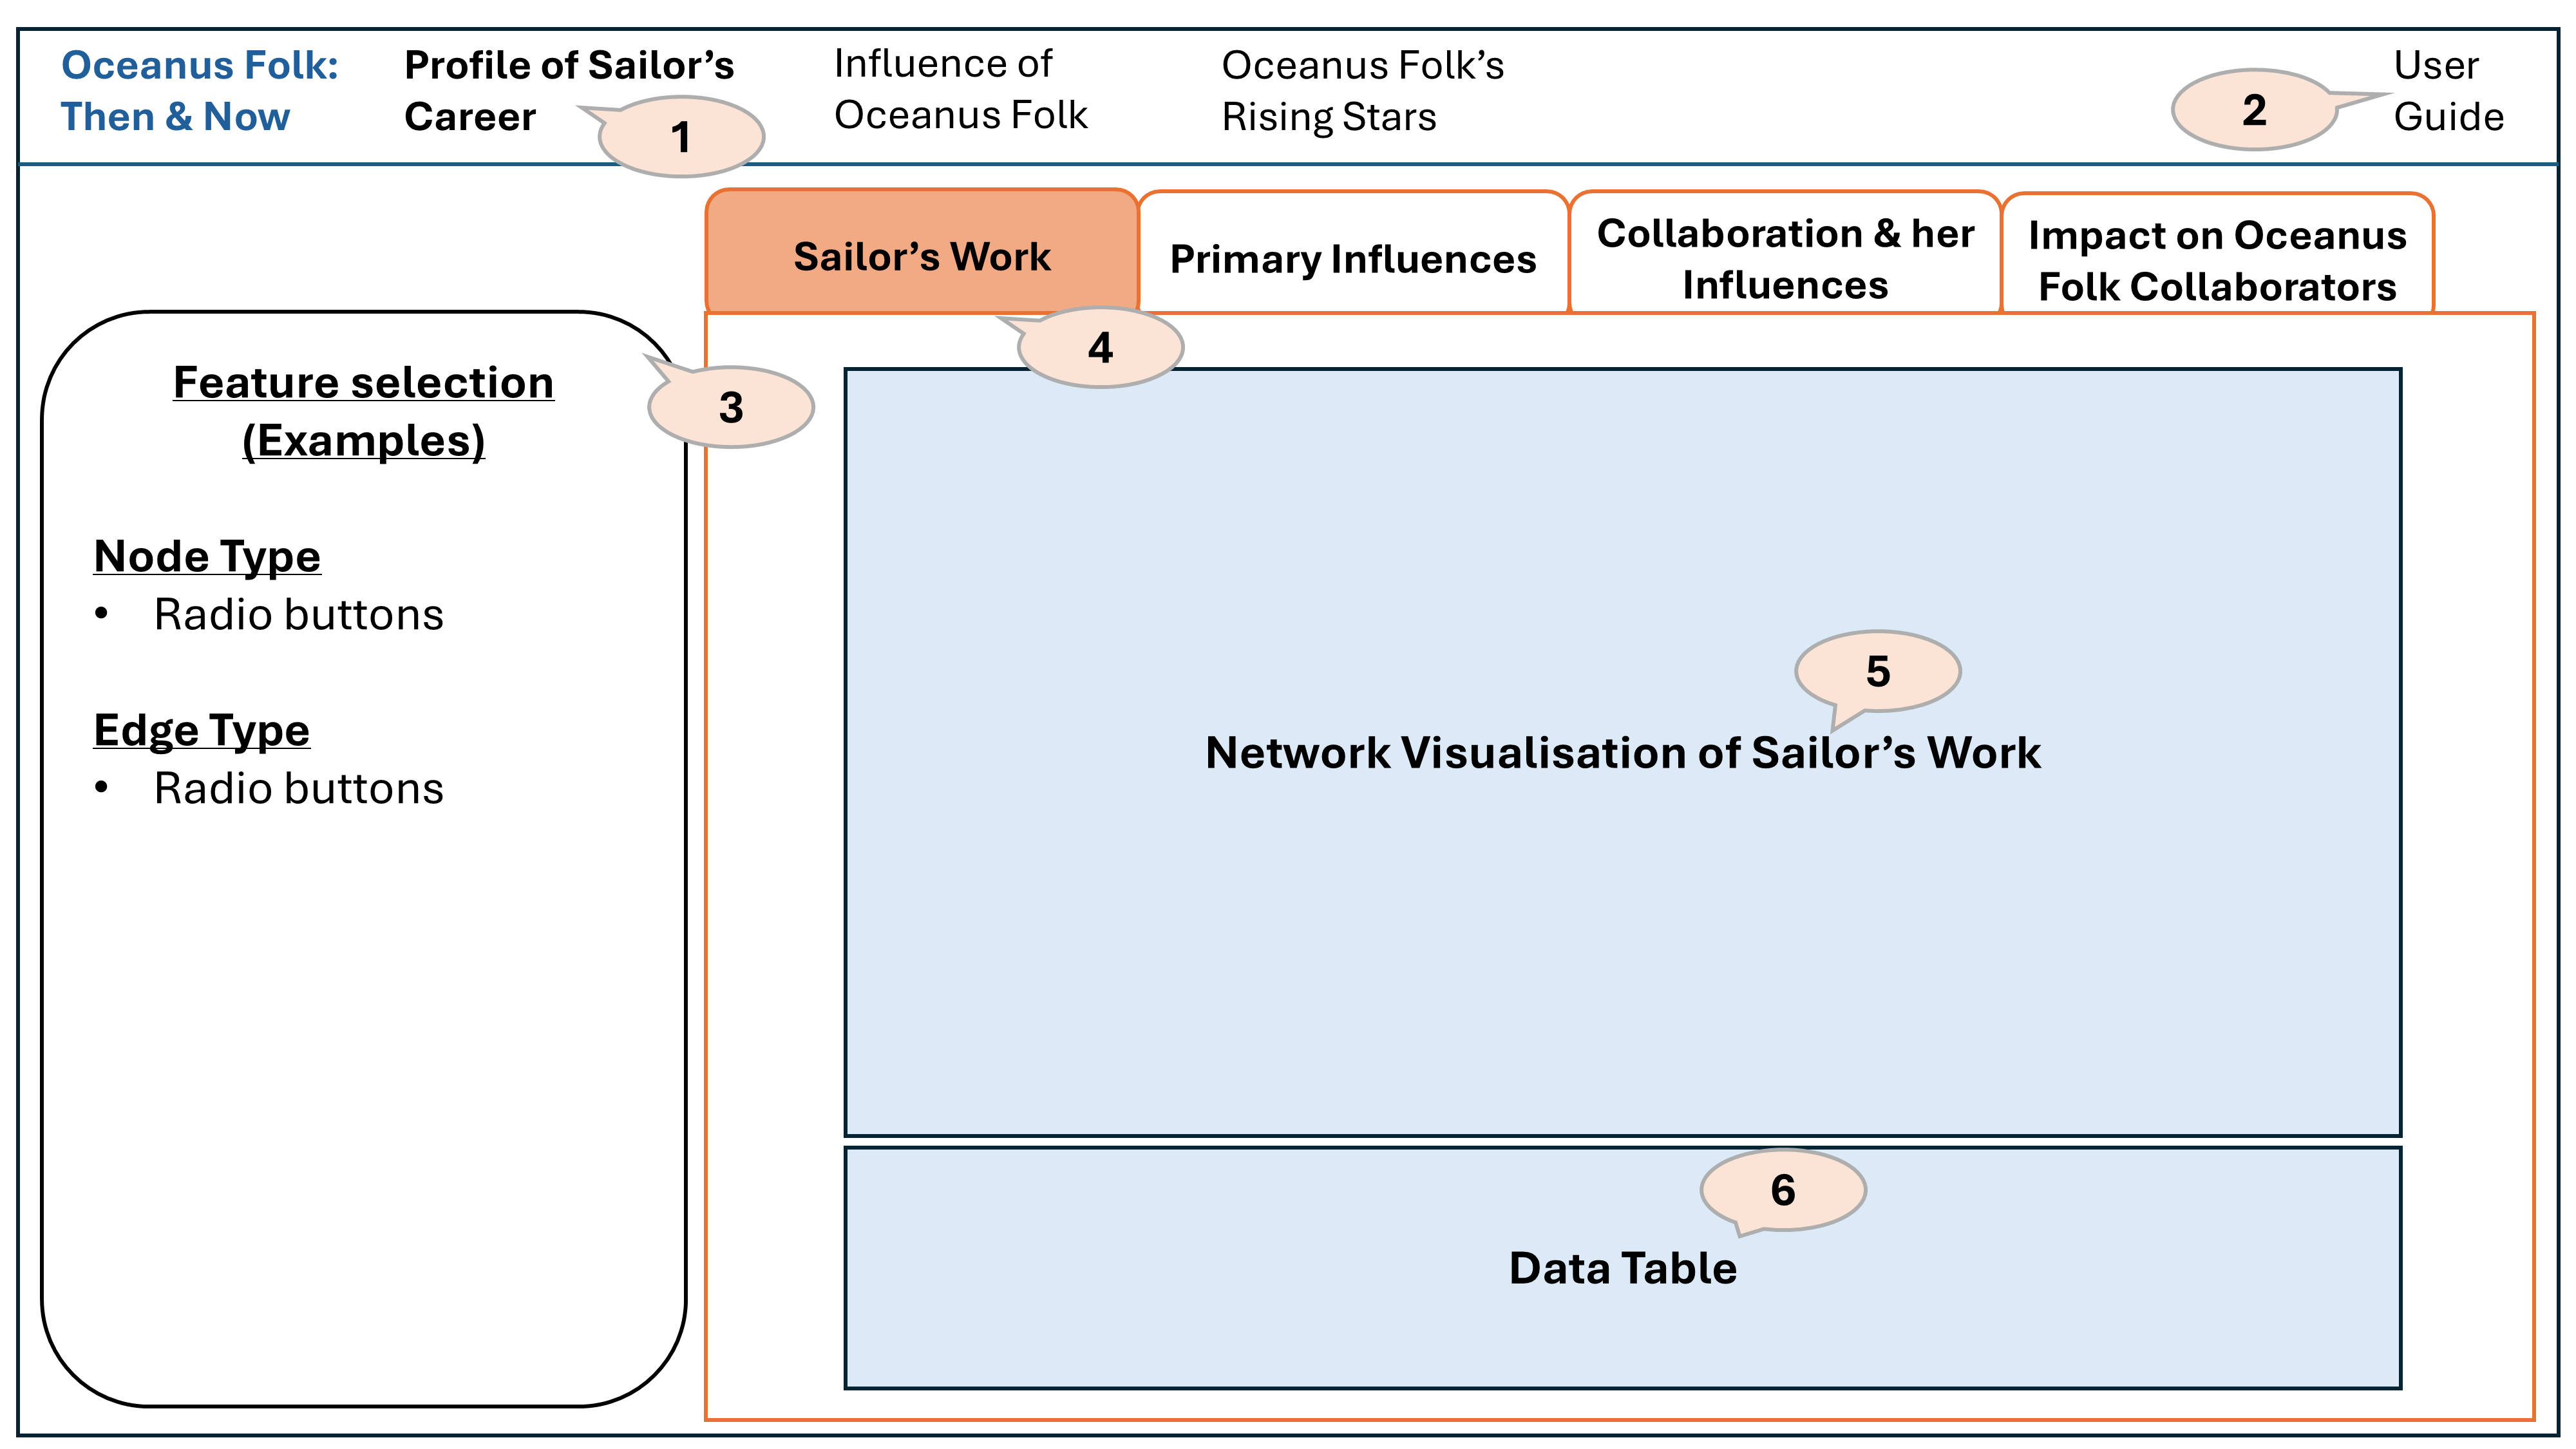 Oceanus Folk:
Then & Now
Profile of Sailor’s
Career
Influence of
Oceanus Folk
Oceanus Folk’s
Rising Stars
User
Guide
1
2
Sailor’s Work
Primary Influences
Collaboration & her
Influences
Impact on Oceanus
Folk Collaborators
3
4
Feature selection
(Examples)
Node Type
• Radio buttons
Edge Type
• Radio buttons
5
Network Visualisation of Sailor’s Work
6
Data Table